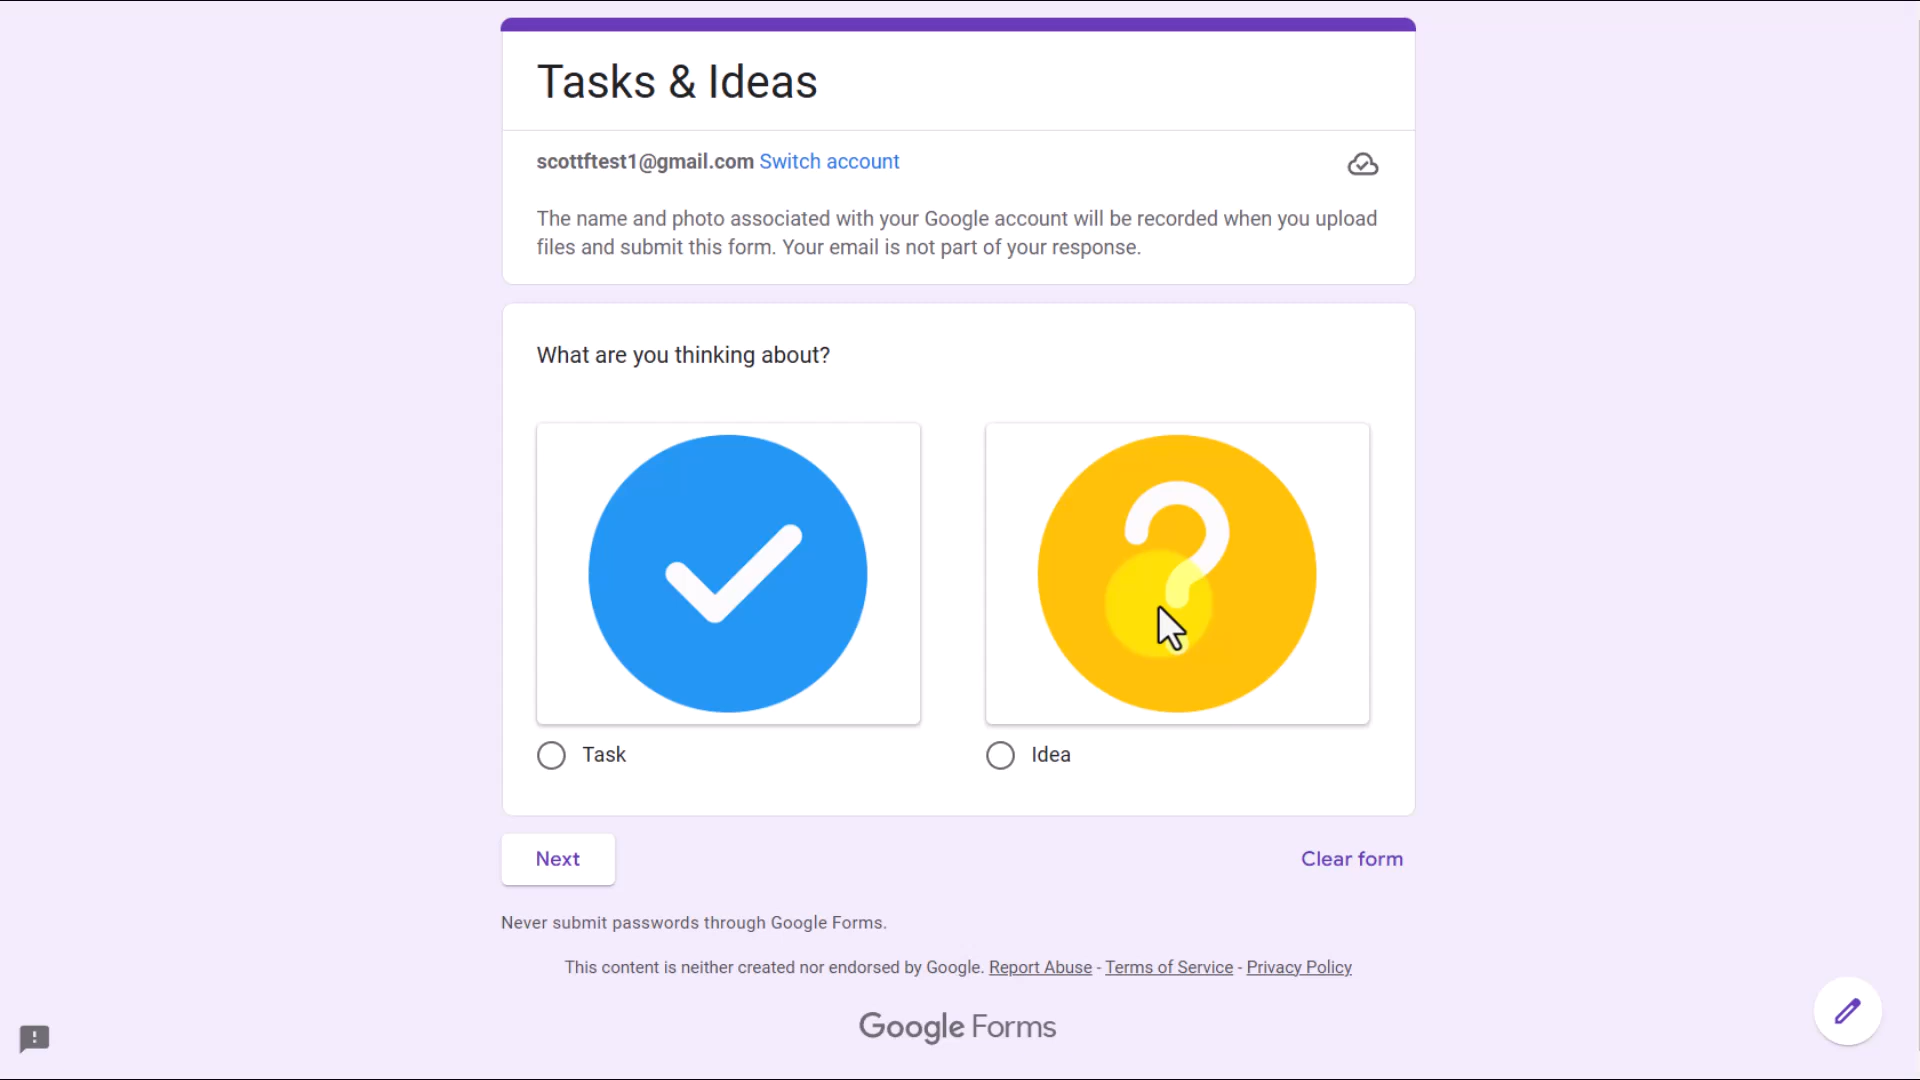 Tasks & Ideas
scottftest1@gmail.com Switch account
The name and photo associated with your Google account will be recorded when you upload
files and submit this form. Your email is not part of your response.
What are you thinking about?
Task
Idea
Next
Clear form
Never submit passwords through Google Forms.
This content is neither created nor endorsed by Google. Report Abuse - Terms of Service - Privacy Policy
Google Forms